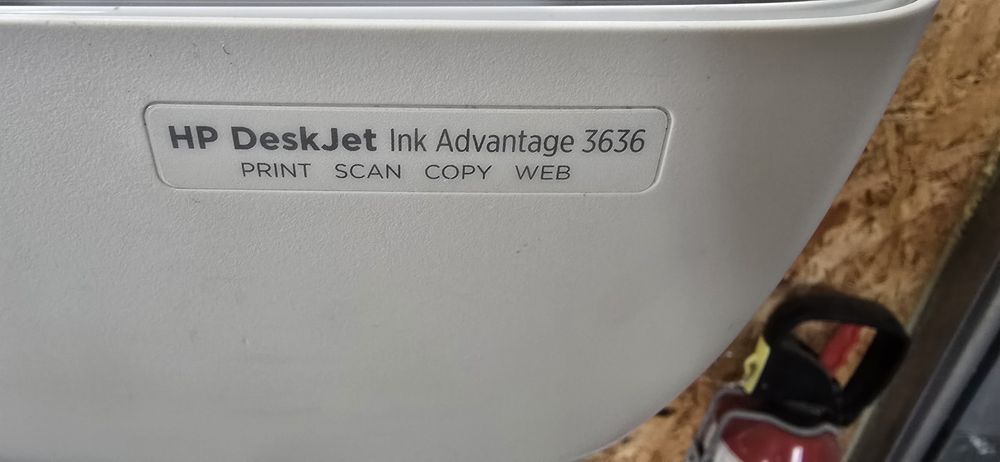 HP DeskJet Ink Advantage 3636
PRINT SCAN COPY WEB